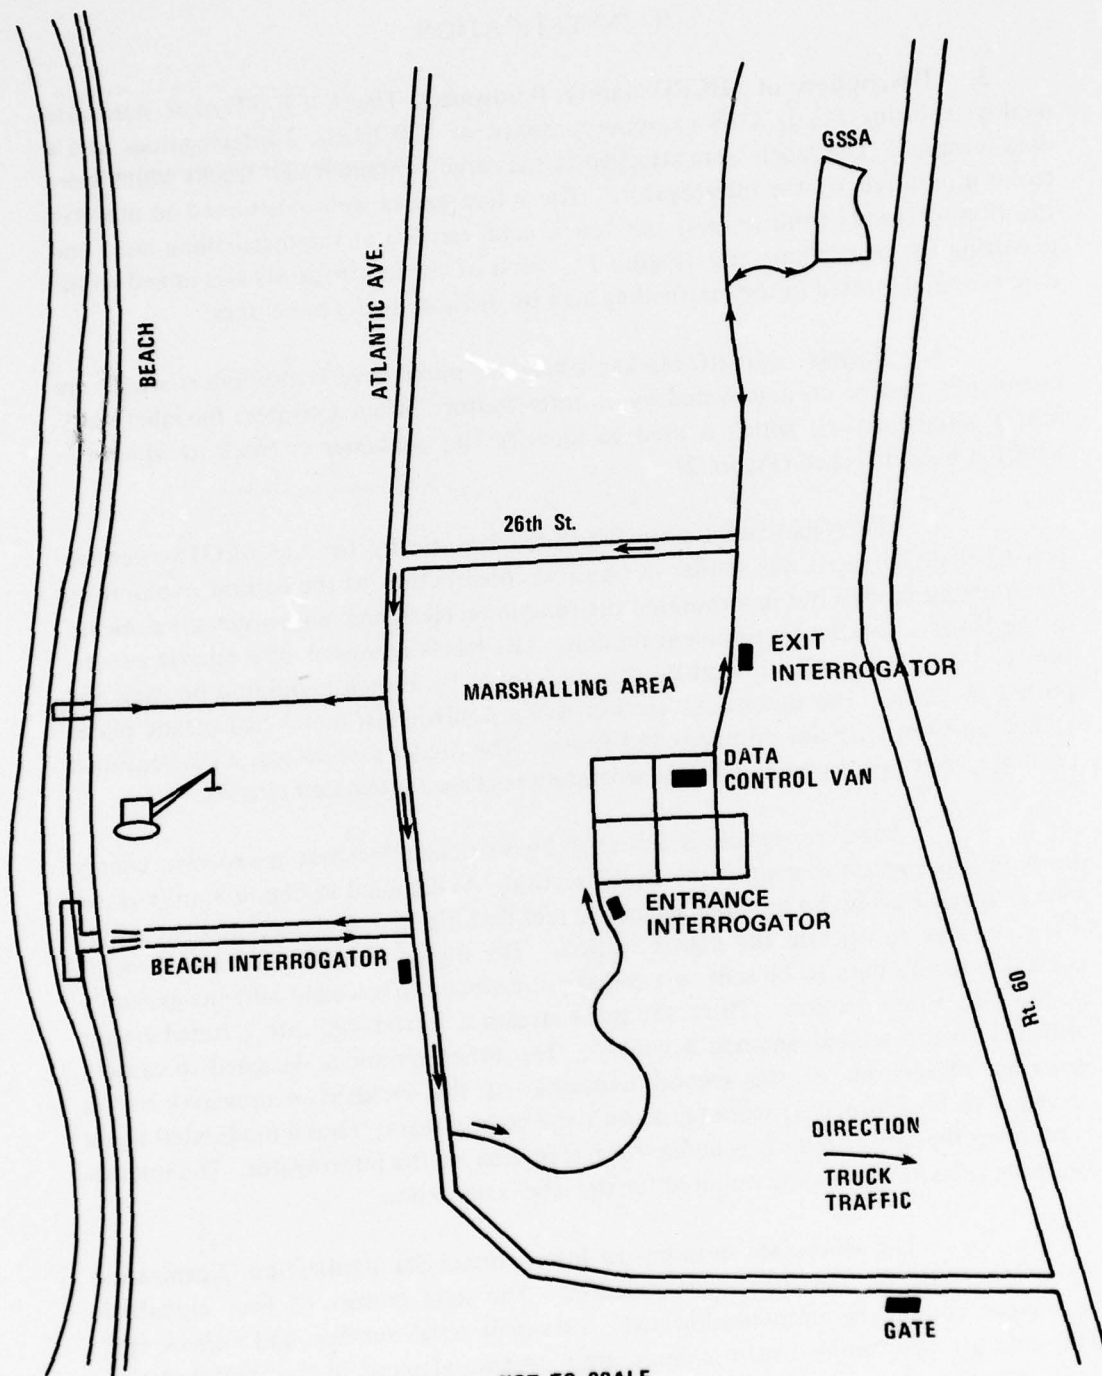 GSSA
ATLANTIC AVE.
BEACH
26th St.
EXIT
INTERROGATOR
MARSHALLING AREA
DATA
CONTROL VAN
ENTRANCE
INTERROGATOR
BEACH INTERROGATOR
Rt. 60
DIRECTION
TRUCK
TRAFFIC
GATE
NOT TO SCALE